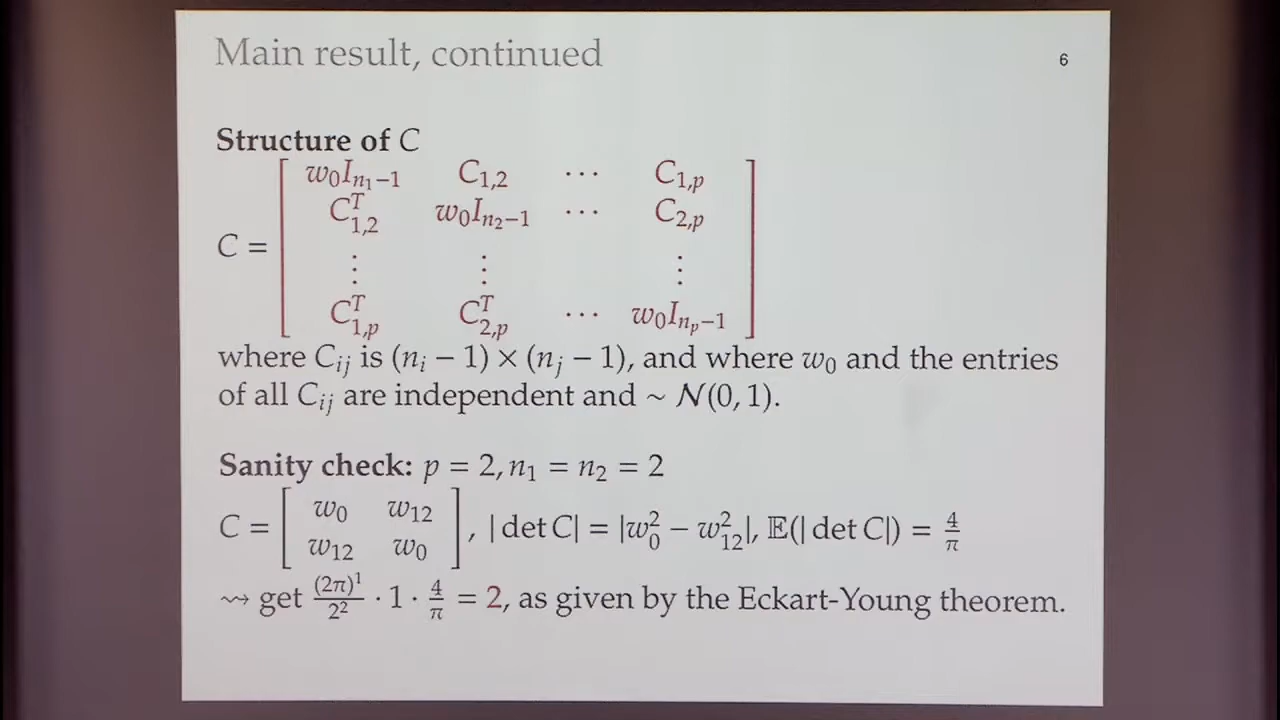 Main result, continued
6
Structure of C
C = [ w₀I_{n₁−1} C_{1,2} ⋯ C_{1,p}
C^T_{1,2} w₀I_{n₂−1} ⋯ C_{2,p}
⋮ ⋮ ⋮
C^T_{1,p} C^T_{2,p} ⋯ w₀I_{n_p−1} ]
where C_{ij} is (n_i − 1) × (n_j − 1), and where w₀ and the entries
of all C_{ij} are independent and ~ N(0, 1).
Sanity check: p = 2, n₁ = n₂ = 2
C = [ w₀ w₁₂ ; w₁₂ w₀ ], | det C| = |w₀² − w₁₂²|, 𝔼(| det C|) = 4/π
⇝ get (2π)¹/2² · 1 · 4/π = 2, as given by the Eckart-Young theorem.